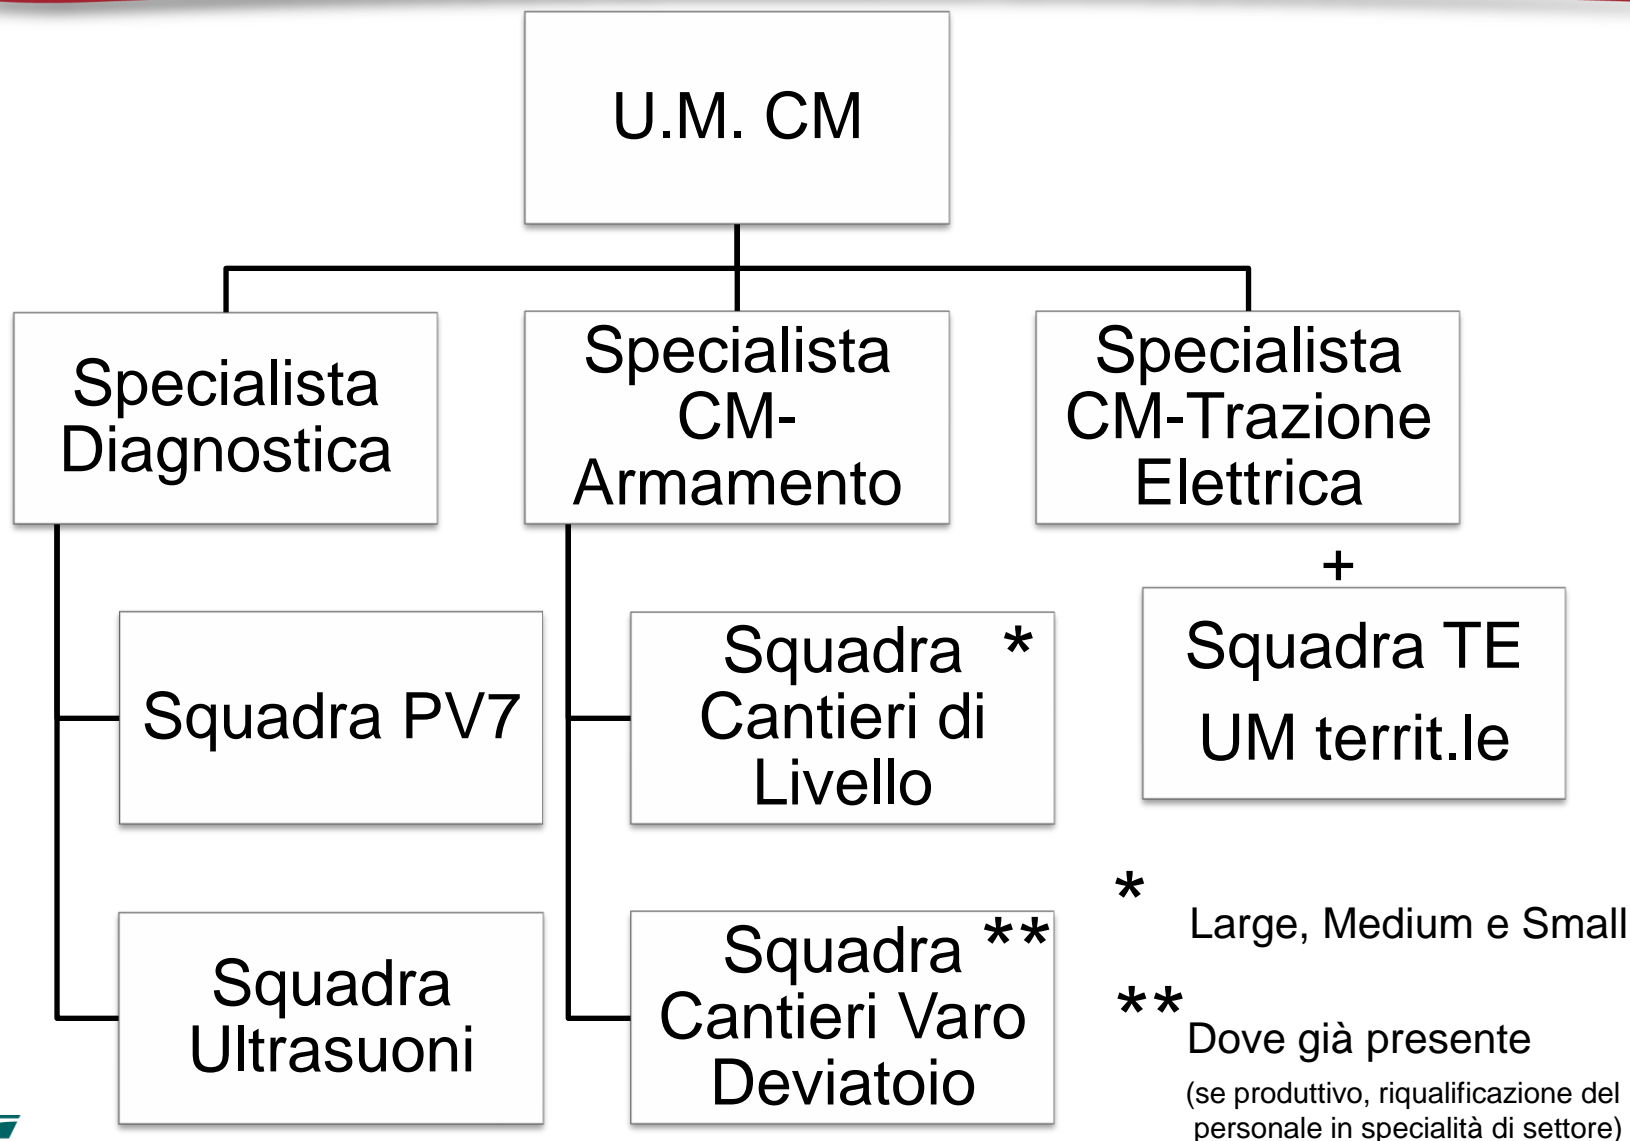 U.M. CM
Specialista
Diagnostica
Specialista
CM-
Armamento
Specialista
CM-Trazione
Elettrica
+
Squadra PV7
Squadra *
Cantieri di
Livello
Squadra TE
UM territ.le
Squadra
Ultrasuoni
Squadra **
Cantieri Varo
Deviatoio
* Large, Medium e Small
** Dove già presente
(se produttivo, riqualificazione del
personale in specialità di settore)